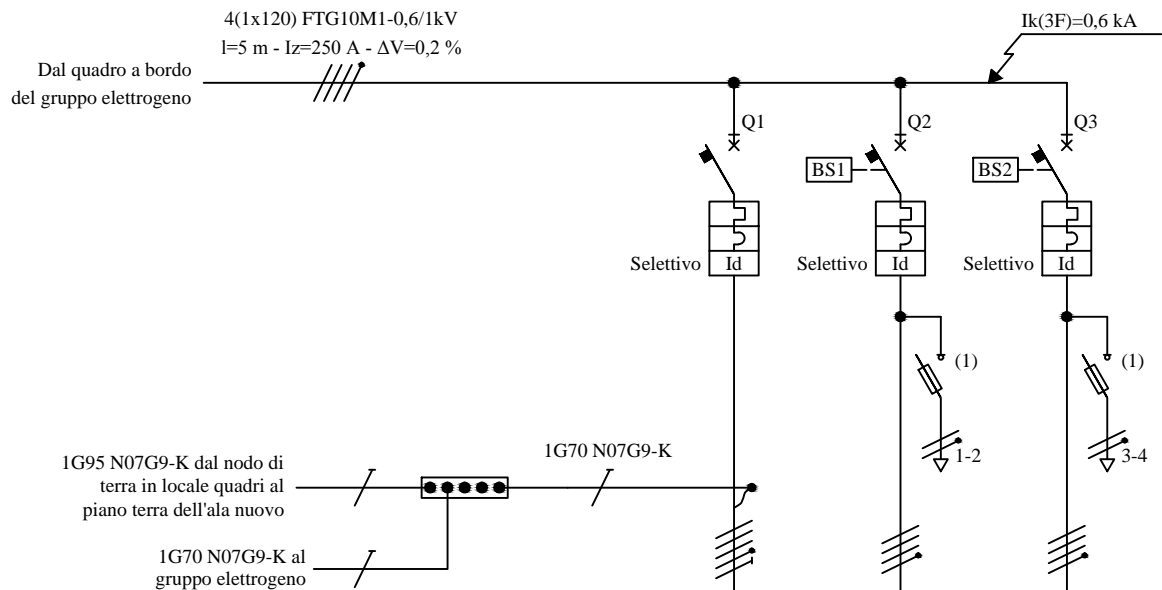 4(1x120) FTG10M1-0,6/1kV
l=5 m - Iz=250 A - ΔV=0,2 %
Ik(3F)=0,6 kA
Dal quadro a bordo
del gruppo elettrogeno
Q1
Q2
Q3
BS1
BS2
Selettivo
Id
Selettivo
Id
Selettivo
Id
(1)
(1)
1-2
3-4
1G95 N07G9-K dal nodo di
terra in locale quadri al
piano terra dell'ala nuovo
1G70 N07G9-K
1G70 N07G9-K al
gruppo elettrogeno